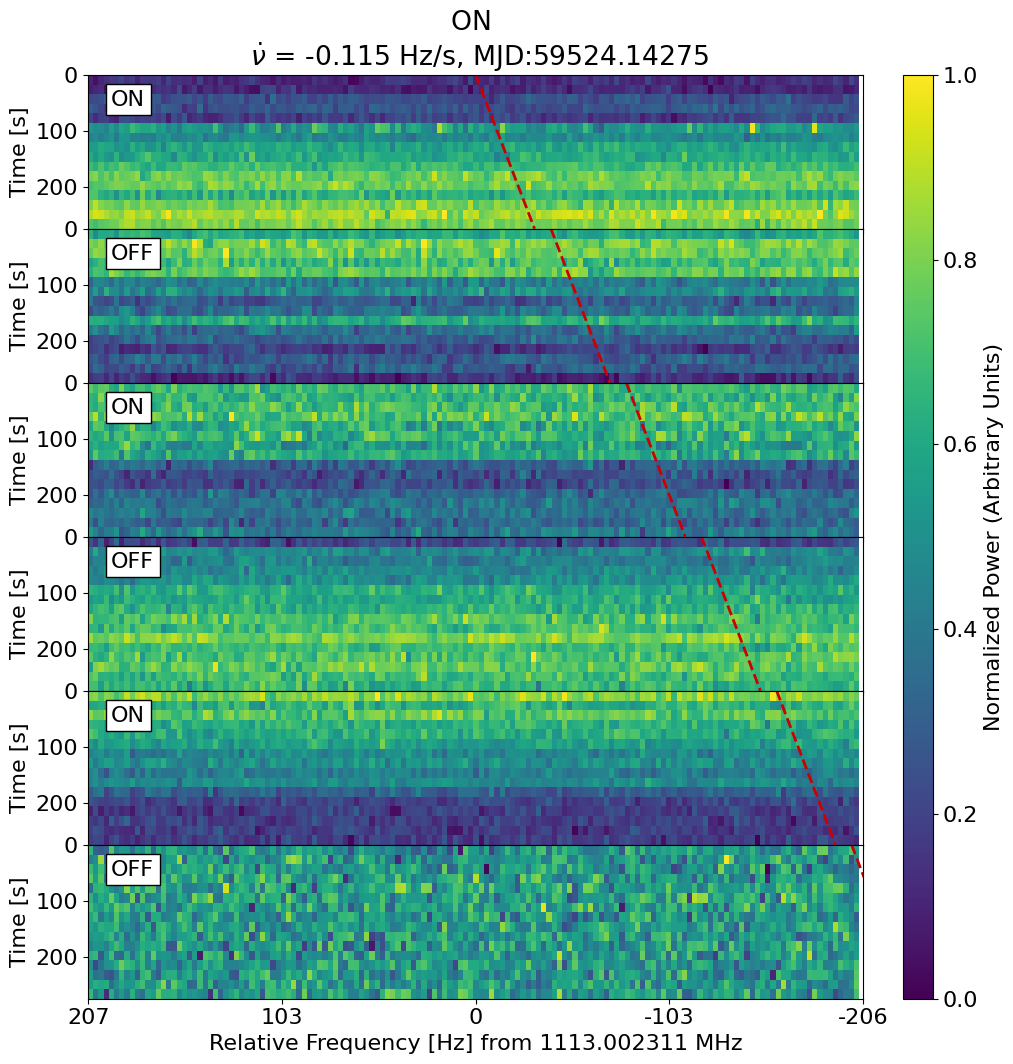 ON
ν̇ = -0.115 Hz/s, MJD:59524.14275
0
ON
100
200
Time [s]
0
OFF
100
200
Time [s]
0
ON
100
200
Time [s]
0
OFF
100
200
Time [s]
0
ON
100
200
Time [s]
0
OFF
100
200
Time [s]
207 103 0 -103 -206
Relative Frequency [Hz] from 1113.002311 MHz
1.0
0.8
0.6
0.4
0.2
0.0
Normalized Power (Arbitrary Units)